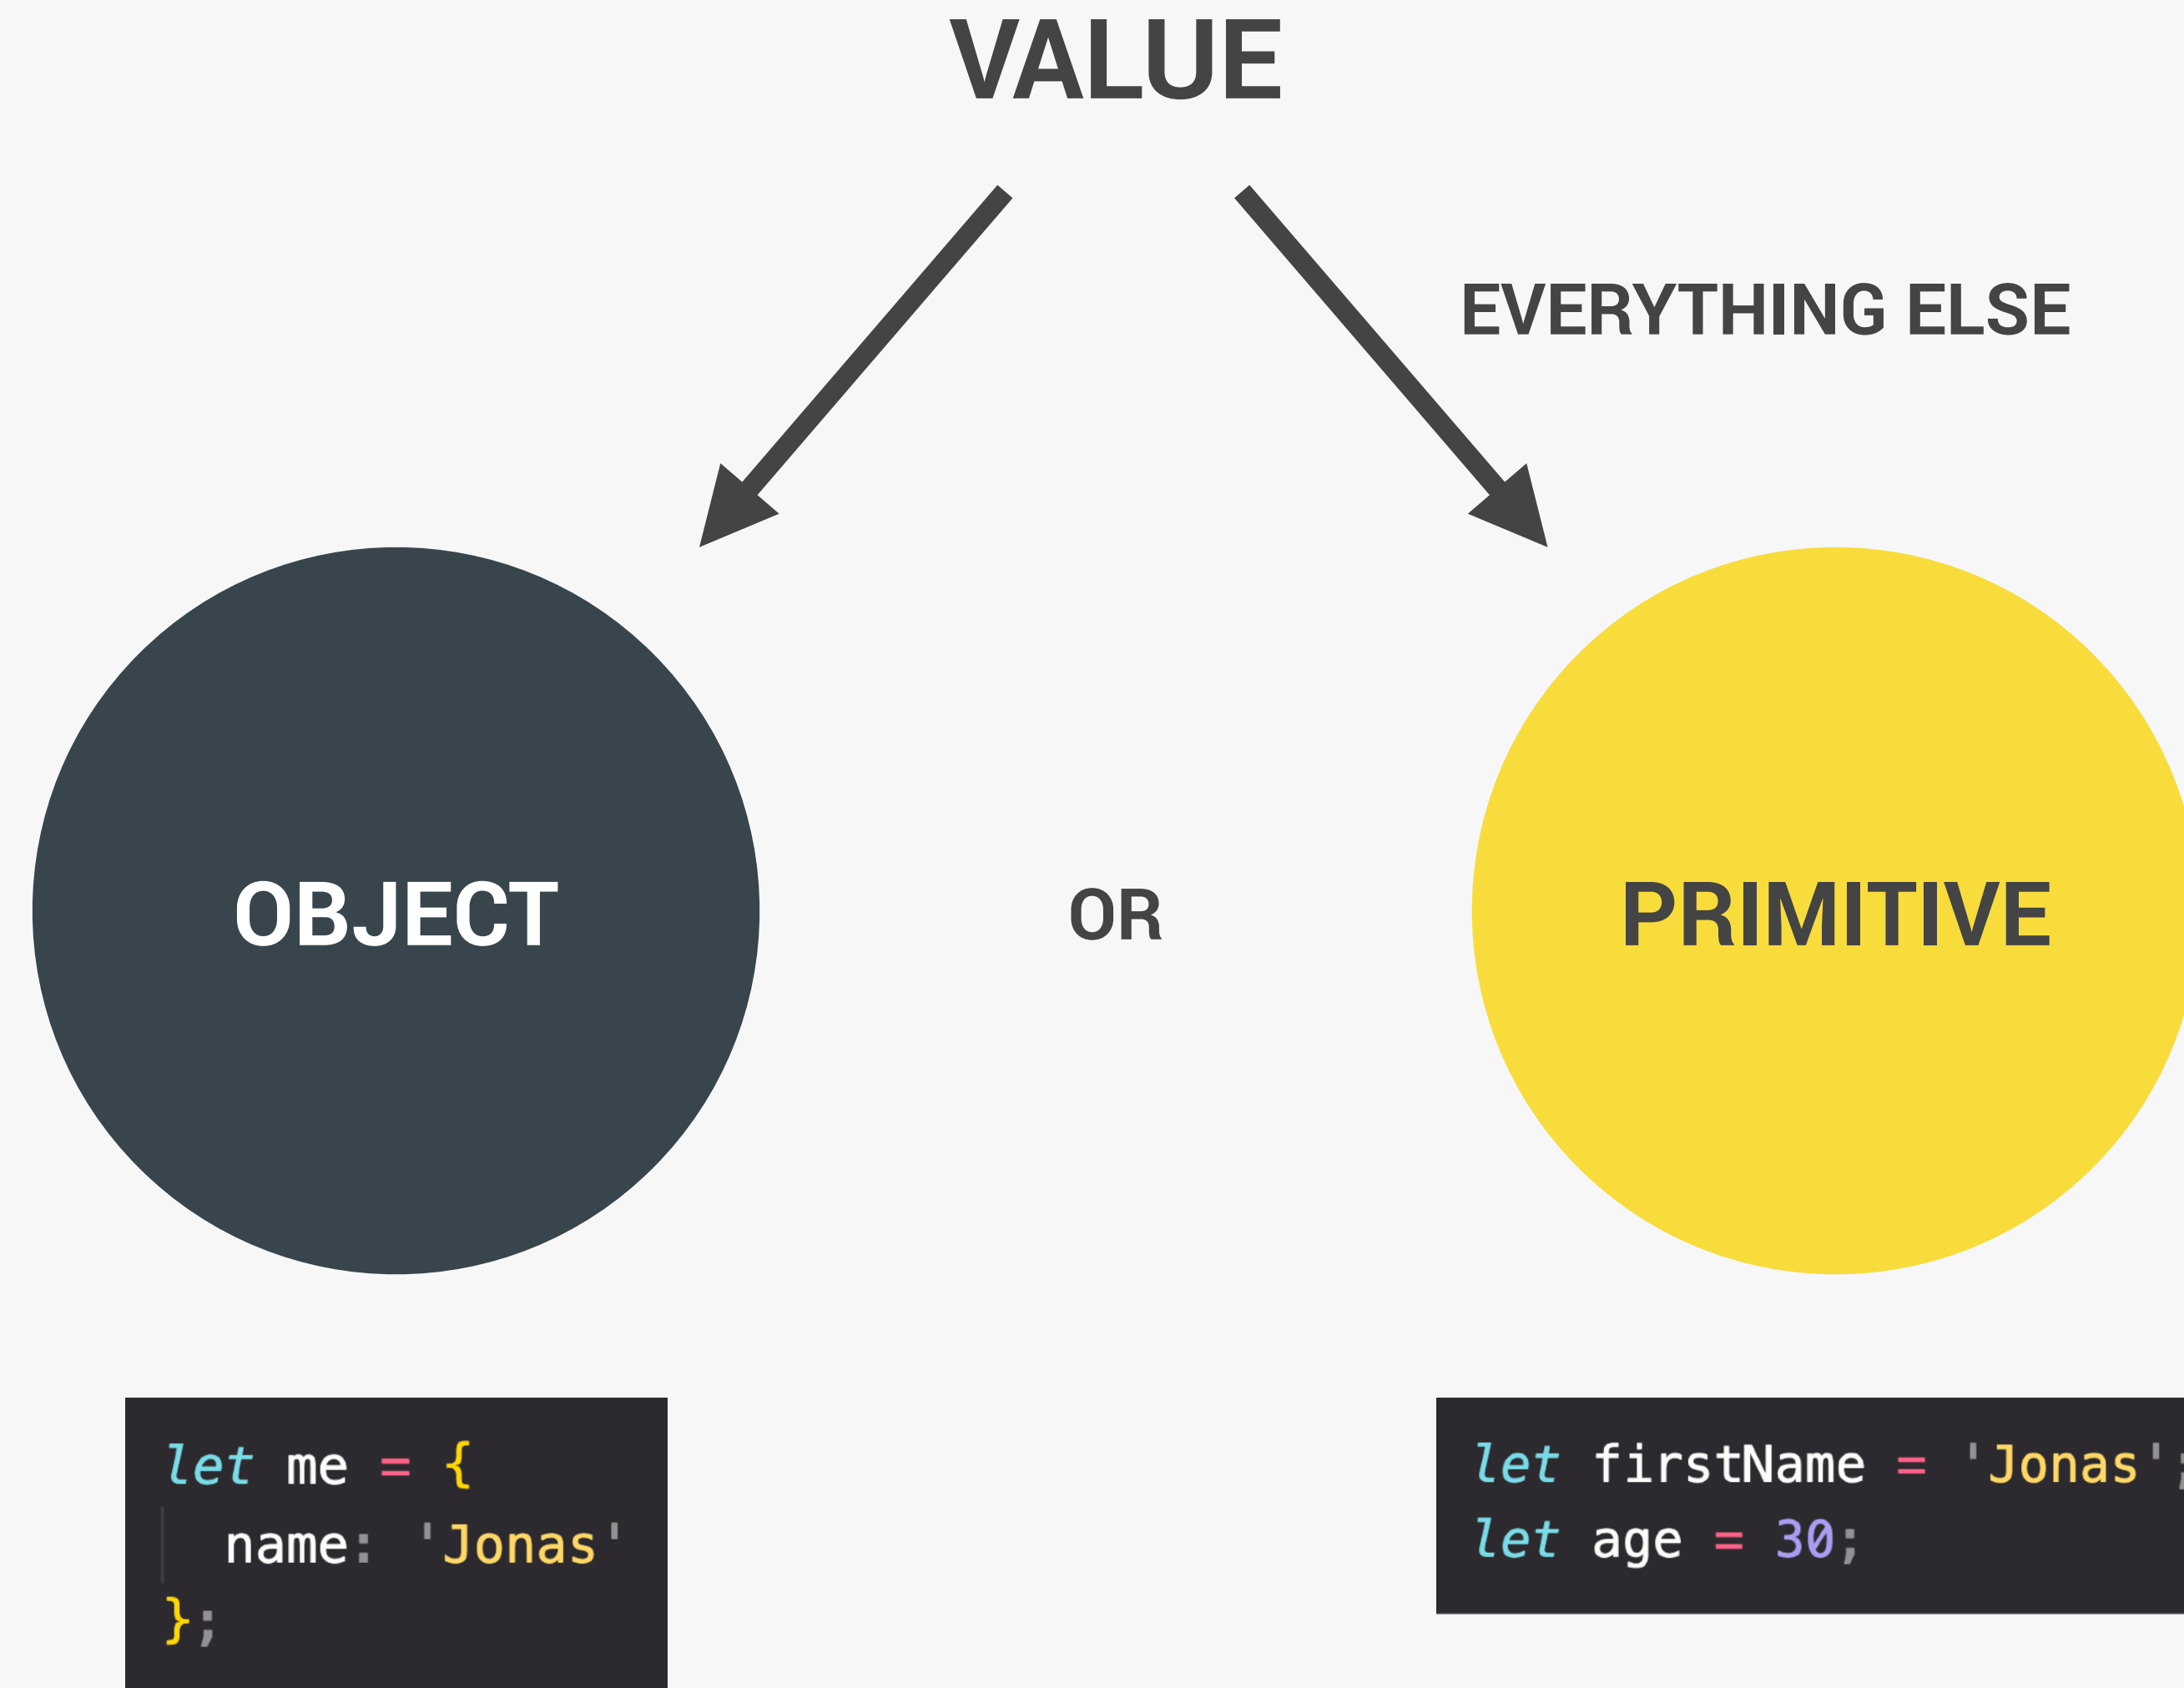 VALUE
EVERYTHING ELSE
OBJECT
OR
PRIMITIVE
let me = {
name: 'Jonas'
};
let firstName = 'Jonas';
let age = 30;